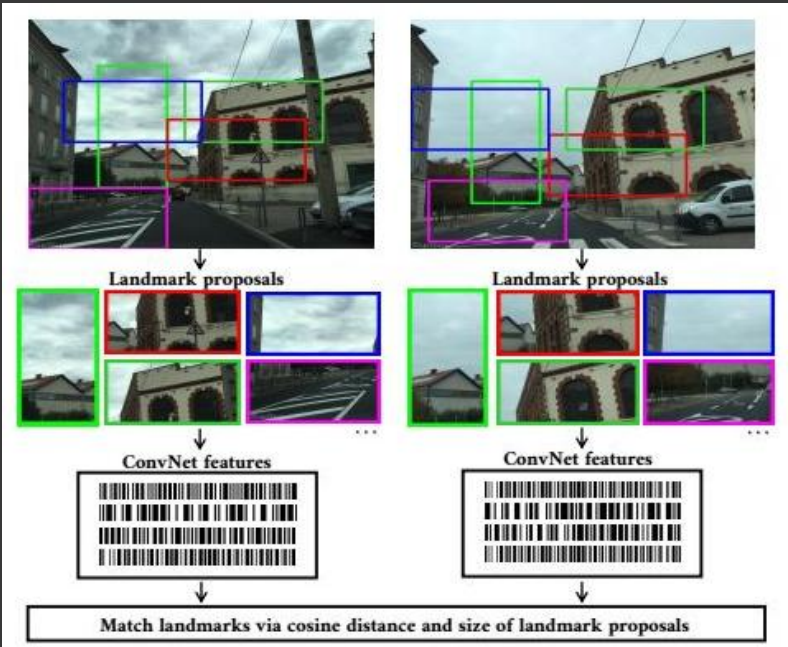 Landmark proposals
Landmark proposals
...
...
ConvNet features
ConvNet features
Match landmarks via cosine distance and size of landmark proposals